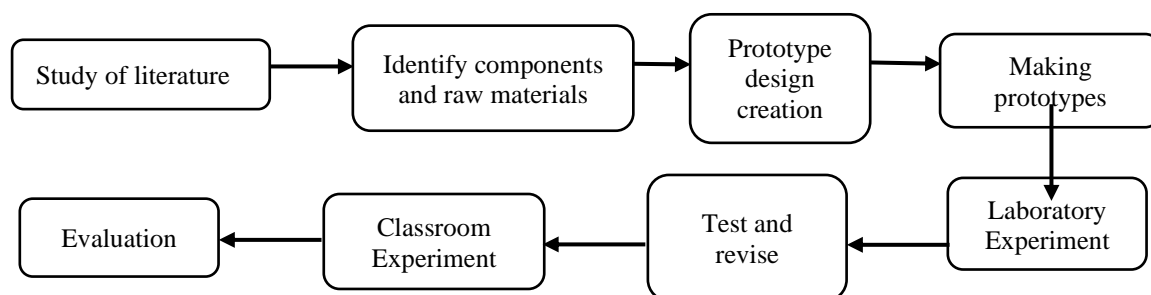 Study of literature
Identify components
and raw materials
Prototype
design
creation
Making
prototypes
Laboratory
Experiment
Test and
revise
Classroom
Experiment
Evaluation